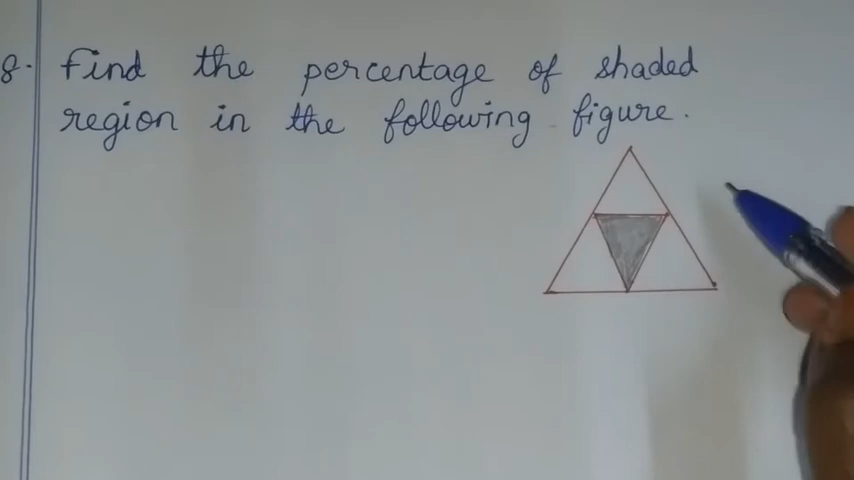 8. Find the percentage of shaded
region in the following figure.